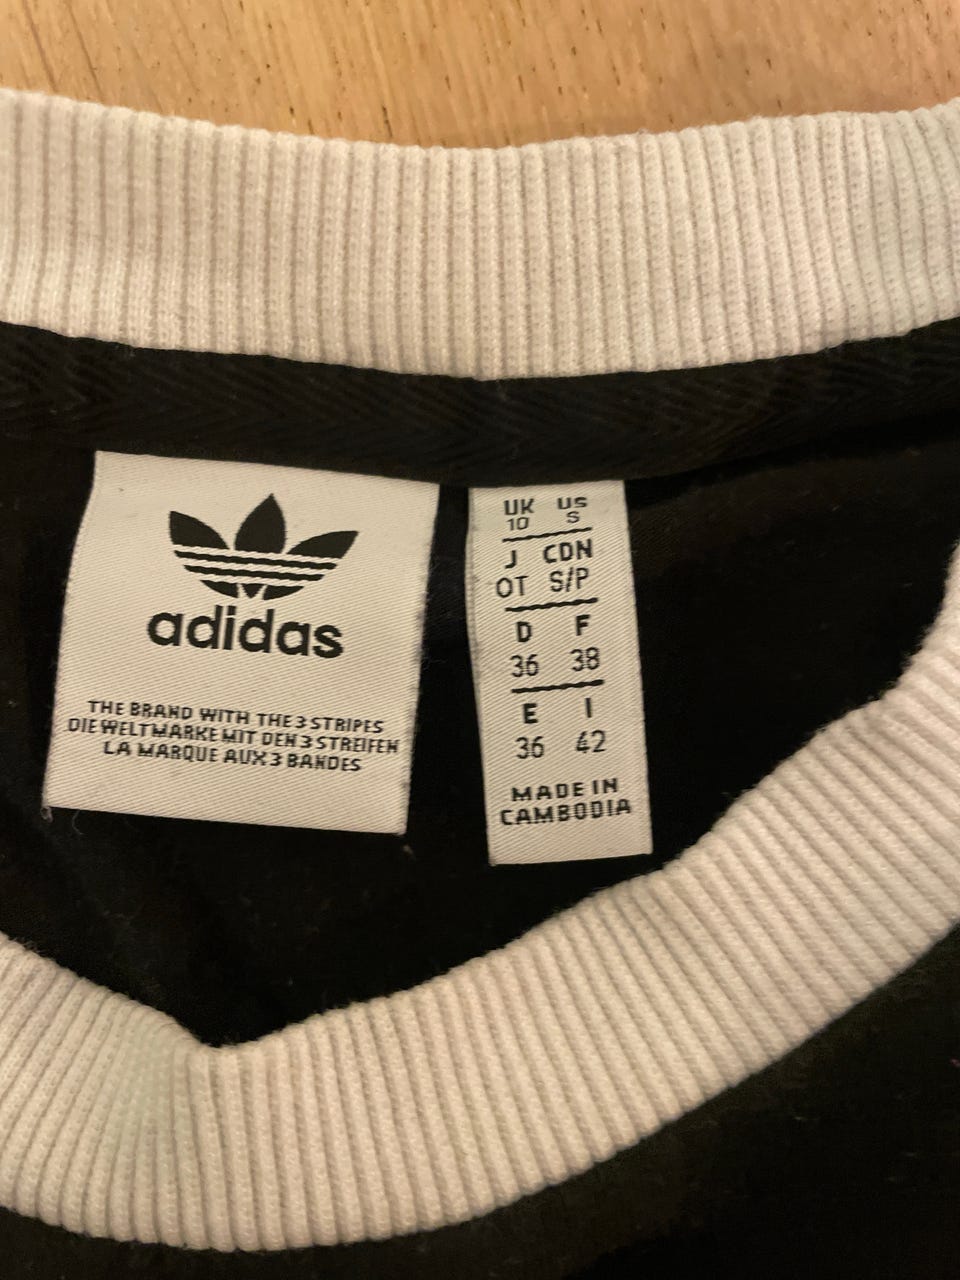 adidas
THE BRAND WITH THE 3 STRIPES
DIE WELTMARKE MIT DEN 3 STREIFEN
LA MARQUE AUX 3 BANDES
UK US
10 S
J CDN
OT S/P
D F
36 38
E I
36 42
MADE IN
CAMBODIA